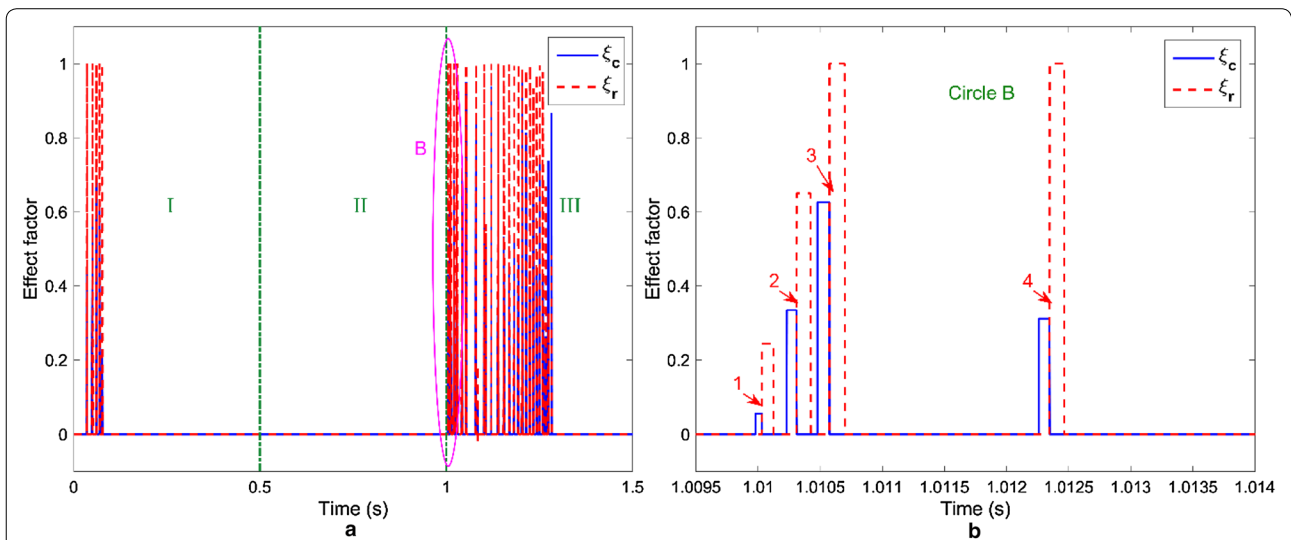 Effect factor
1
0.8
0.6
0.4
0.2
0
0
0.5
1
1.5
Time (s)
a
ξc
ξr
B
I
II
III
Effect factor
1
0.8
0.6
0.4
0.2
0
1.0095
1.01
1.0105
1.011
1.0115
1.012
1.0125
1.013
1.0135
1.014
Time (s)
b
ξc
ξr
Circle B
1
2
3
4